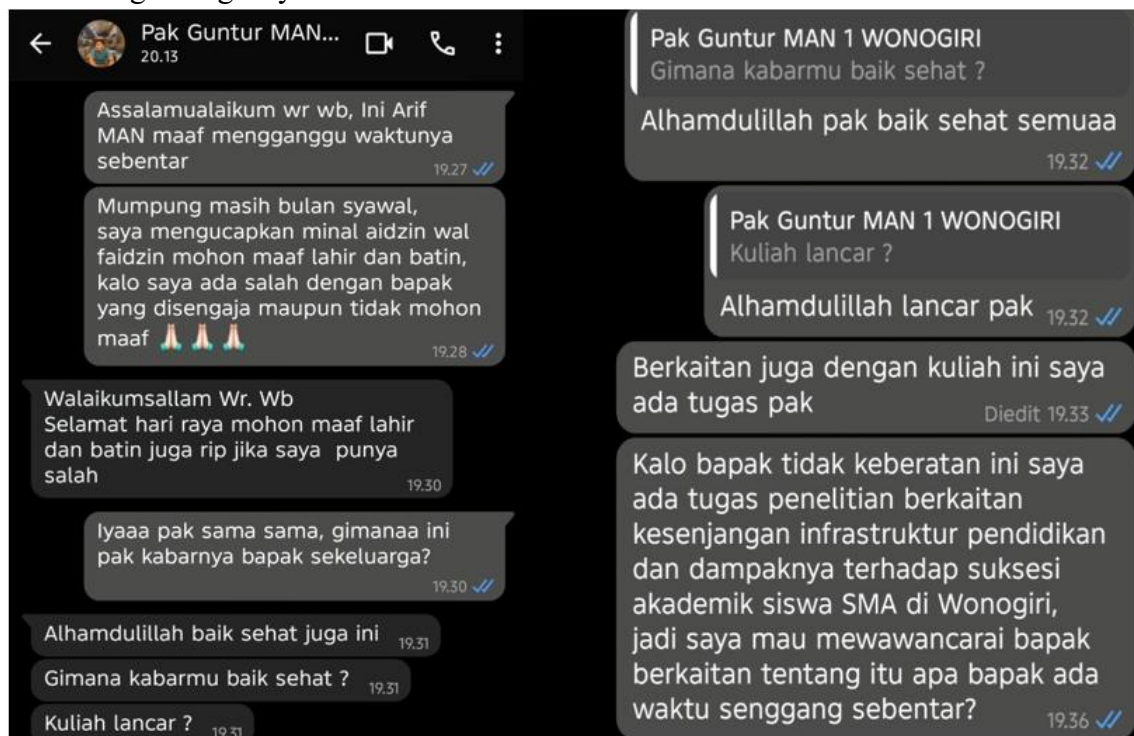 Pak Guntur MAN...
20.13
Assalamualaikum wr wb, Ini Arif
MAN maaf mengganggu waktunya
sebentar
19.27
Mumpung masih bulan syawal,
saya mengucapkan minal aidzin wal
faidzin mohon maaf lahir dan batin,
kalo saya ada salah dengan bapak
yang disengaja maupun tidak mohon
maaf 🙏🏻🙏🏻🙏🏻
19.28
Walaikumsallam Wr. Wb
Selamat hari raya mohon maaf lahir
dan batin juga rip jika saya punya
salah
19.30
Iyaaa pak sama sama, gimanaa ini
pak kabarnya bapak sekeluarga?
19.30
Alhamdulillah baik sehat juga ini 19.31
Gimana kabarmu baik sehat ? 19.31
Kuliah lancar ? 19.31
Pak Guntur MAN 1 WONOGIRI
Gimana kabarmu baik sehat ?
Alhamdulillah pak baik sehat semuaa
19.32
Pak Guntur MAN 1 WONOGIRI
Kuliah lancar ?
Alhamdulillah lancar pak 19.32
Berkaitan juga dengan kuliah ini saya
ada tugas pak Diedit 19.33
Kalo bapak tidak keberatan ini saya
ada tugas penelitian berkaitan
kesenjangan infrastruktur pendidikan
dan dampaknya terhadap suksesi
akademik siswa SMA di Wonogiri,
jadi saya mau mewawancarai bapak
berkaitan tentang itu apa bapak ada
waktu senggang sebentar? 19.36